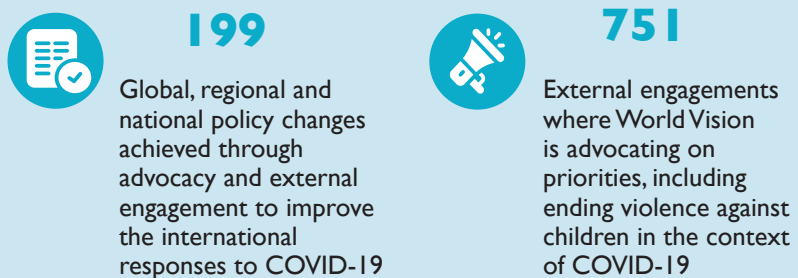 199
Global, regional and
national policy changes
achieved through
advocacy and external
engagement to improve
the international
responses to COVID-19
751
External engagements
where World Vision
is advocating on
priorities, including
ending violence against
children in the context
of COVID-19